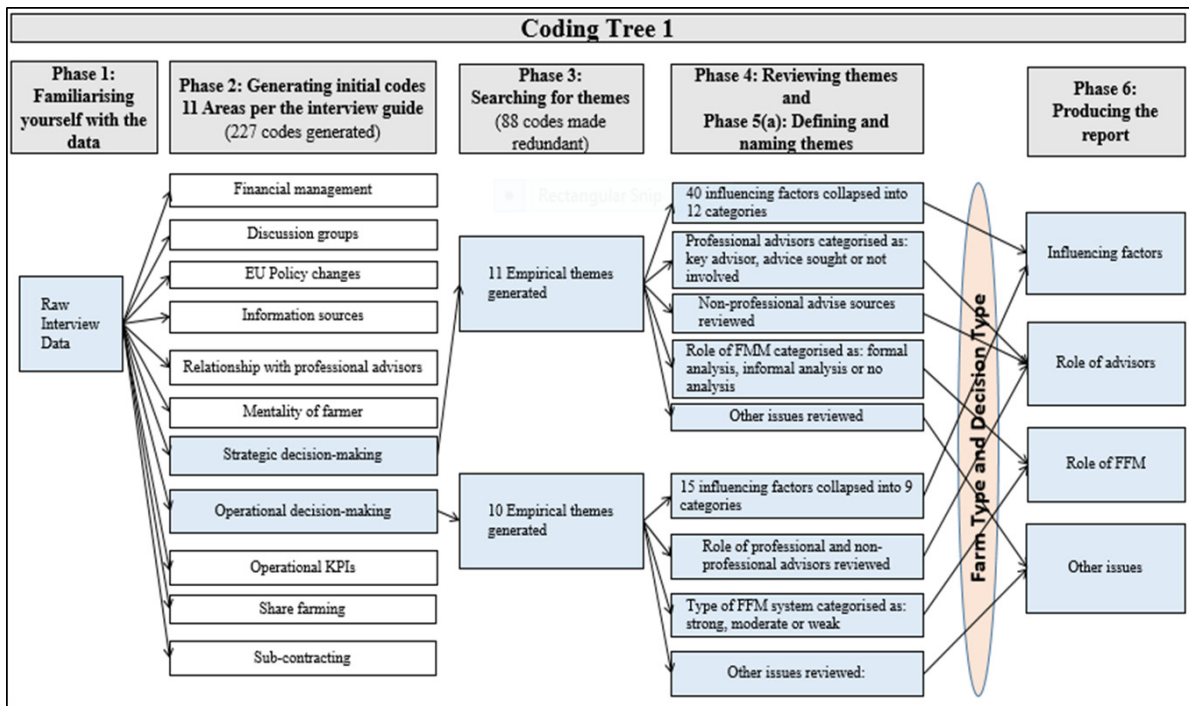 Coding Tree 1
Phase 1:
Familiarising
yourself with the
data
Phase 2: Generating initial codes
11 Areas per the interview guide
(227 codes generated)
Phase 3:
Searching for themes
(88 codes made
redundant)
Phase 4: Reviewing themes
and
Phase 5(a): Defining and
naming themes
Phase 6:
Producing the
report
Raw
Interview
Data
Financial management
Discussion groups
EU Policy changes
Information sources
Relationship with professional advisors
Mentality of farmer
Strategic decision-making
Operational decision-making
Operational KPIs
Share farming
Sub-contracting
Rectangular Snip
11 Empirical themes
generated
10 Empirical themes
generated
40 influencing factors collapsed into
12 categories
Professional advisors categorised as:
key advisor, advice sought or not
involved
Non-professional advise sources
reviewed
Role of FMM categorised as: formal
analysis, informal analysis or no
analysis
Other issues reviewed
15 influencing factors collapsed into 9
categories
Role of professional and non-
professional advisors reviewed
Type of FFM system categorised as:
strong, moderate or weak
Other issues reviewed:
Farm Type and Decision Type
Influencing factors
Role of advisors
Role of FFM
Other issues